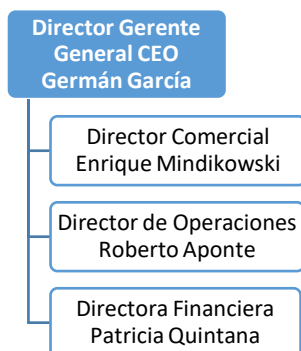 Director Gerente
General CEO
Germán García
Director Comercial
Enrique Mindikowski
Director de Operaciones
Roberto Aponte
Directora Financiera
Patricia Quintana